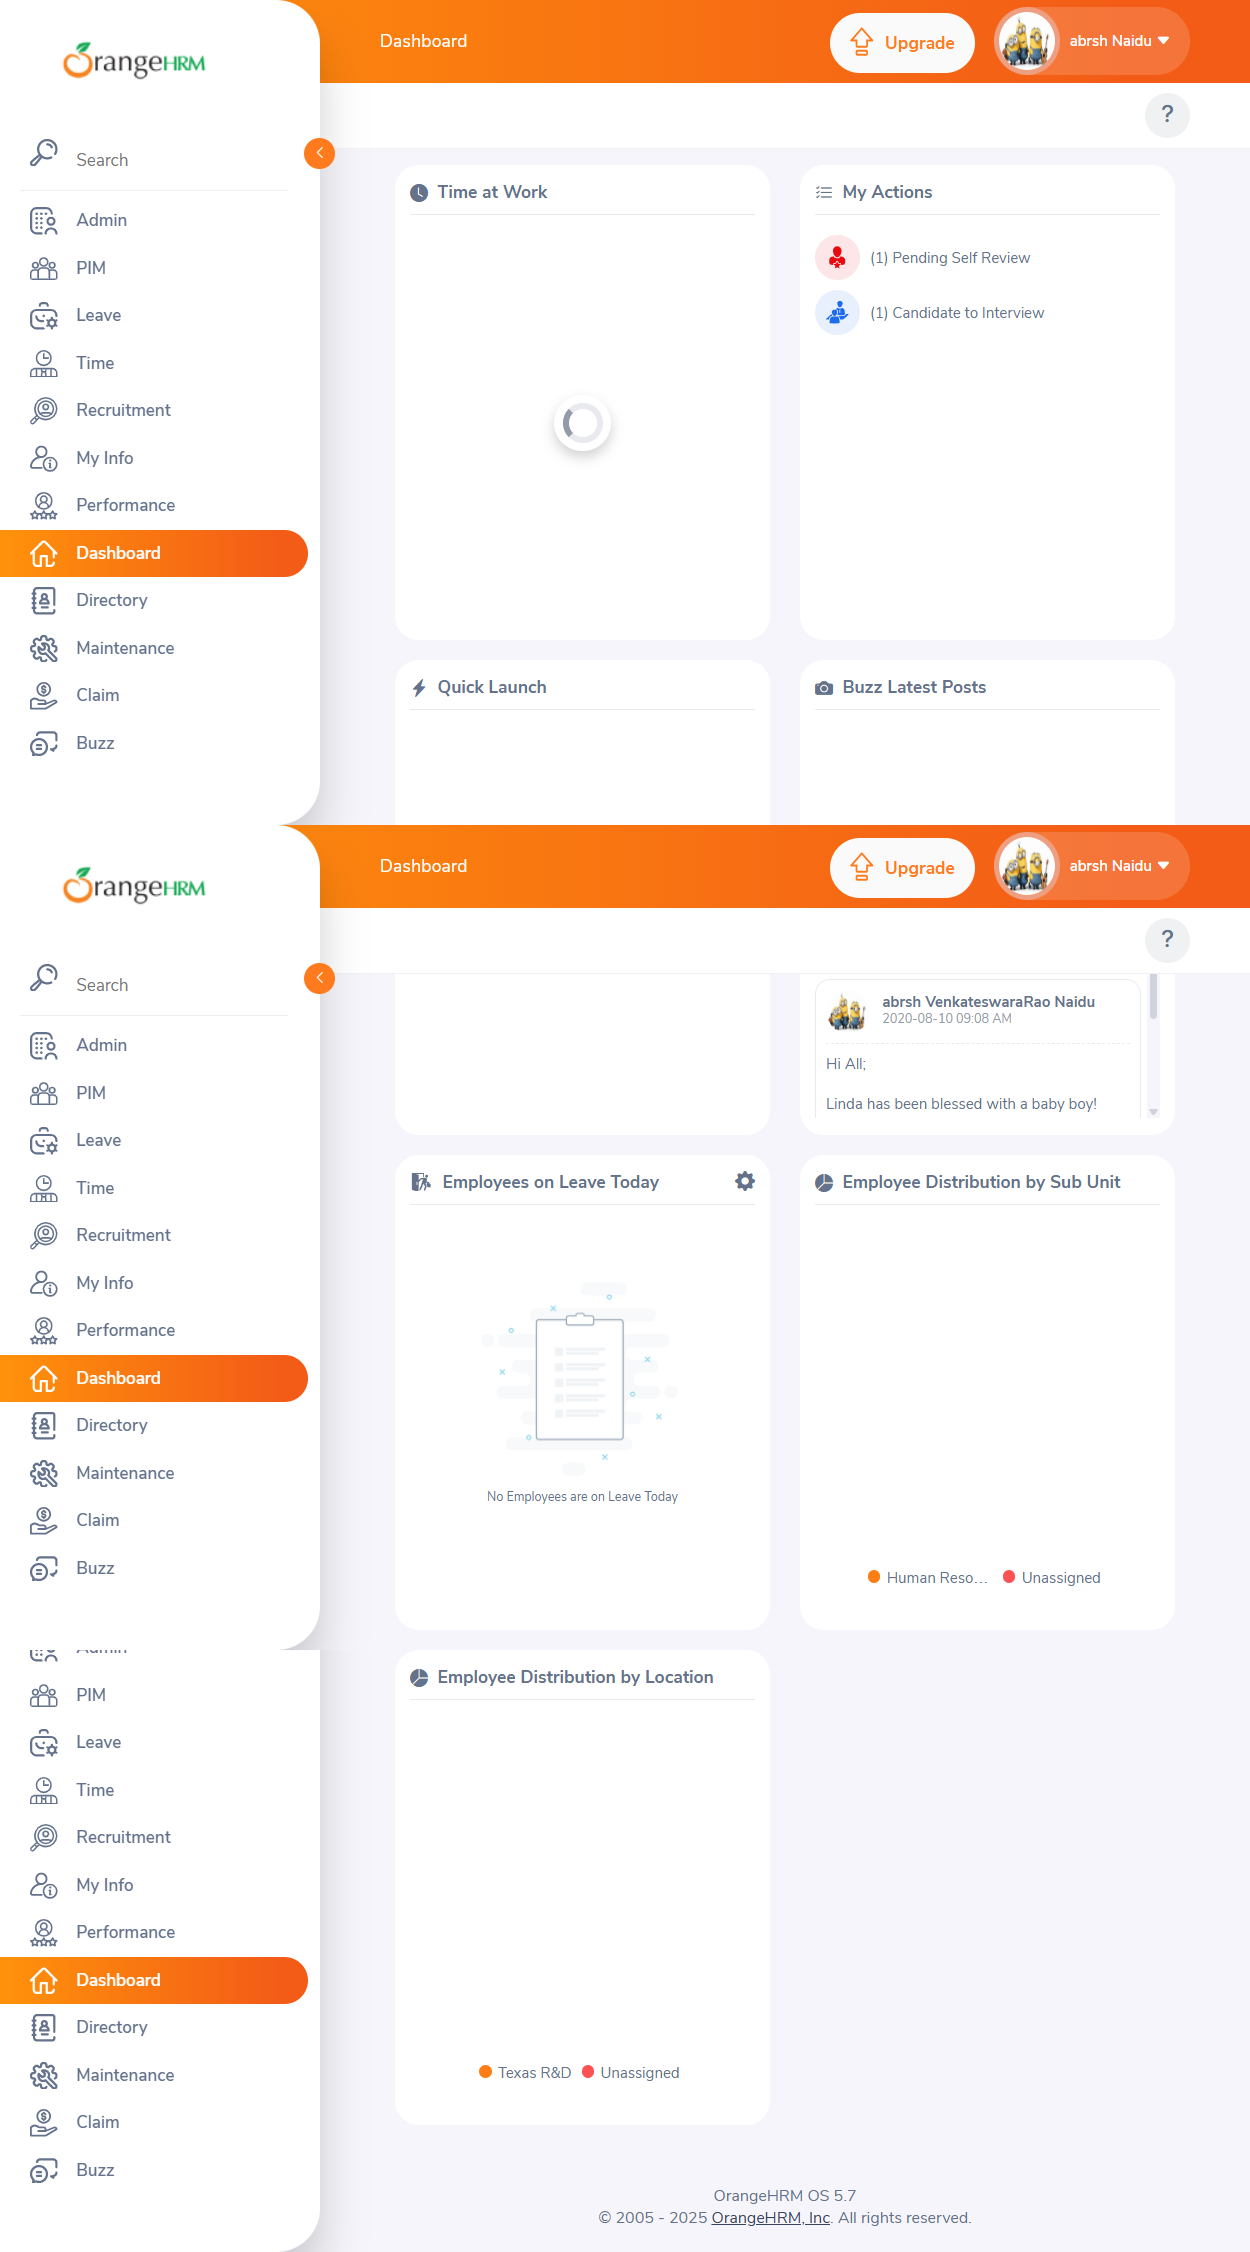 OrangeHRM
Dashboard
Upgrade
abrsh Naidu
?
Search
Admin
PIM
Leave
Time
Recruitment
My Info
Performance
Dashboard
Directory
Maintenance
Claim
Buzz
Time at Work
My Actions
(1) Pending Self Review
(1) Candidate to Interview
Quick Launch
Buzz Latest Posts
OrangeHRM
Dashboard
Upgrade
abrsh Naidu
?
Search
Admin
PIM
Leave
Time
Recruitment
My Info
Performance
Dashboard
Directory
Maintenance
Claim
Buzz
abrsh VenkateswaraRao Naidu
2020-08-10 09:08 AM
Hi All;
Linda has been blessed with a baby boy!
Employees on Leave Today
No Employees are on Leave Today
Employee Distribution by Sub Unit
Human Reso...
Unassigned
Admin
PIM
Leave
Time
Recruitment
My Info
Performance
Dashboard
Directory
Maintenance
Claim
Buzz
Employee Distribution by Location
Texas R&D
Unassigned
OrangeHRM OS 5.7
© 2005 - 2025 OrangeHRM, Inc. All rights reserved.